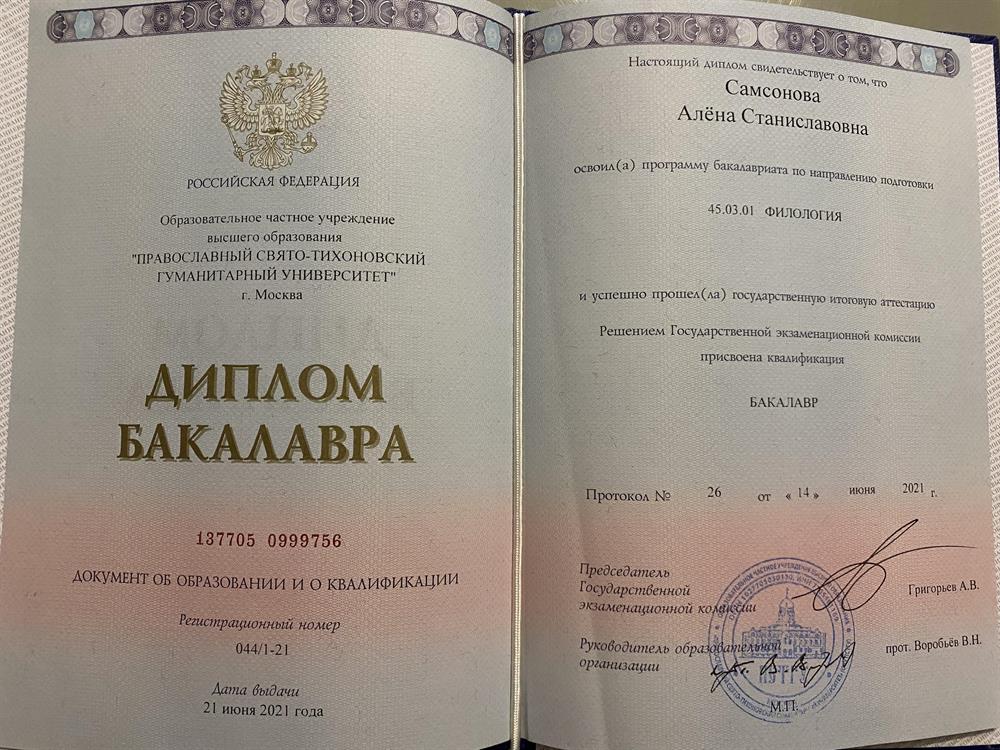 РОССИЙСКАЯ ФЕДЕРАЦИЯ
Образовательное частное учреждение
высшего образования
"ПРАВОСЛАВНЫЙ СВЯТО-ТИХОНОВСКИЙ
ГУМАНИТАРНЫЙ УНИВЕРСИТЕТ"
г. Москва
ДИПЛОМ
БАКАЛАВРА
137705 0999756
ДОКУМЕНТ ОБ ОБРАЗОВАНИИ И О КВАЛИФИКАЦИИ
Регистрационный номер
044/1-21
Дата выдачи
21 июня 2021 года
Настоящий диплом свидетельствует о том, что
Самсонова
Алёна Станиславовна
освоил(а) программу бакалавриата по направлению подготовки
45.03.01 ФИЛОЛОГИЯ
и успешно прошел(ла) государственную итоговую аттестацию
Решением Государственной экзаменационной комиссии
присвоена квалификация
БАКАЛАВР
Протокол № 26 от « 14 » июня 2021 г.
Председатель
Государственной
экзаменационной комиссии
Григорьев А.В.
Руководитель образовательной
организации
прот. Воробьёв В.Н.
М.П.